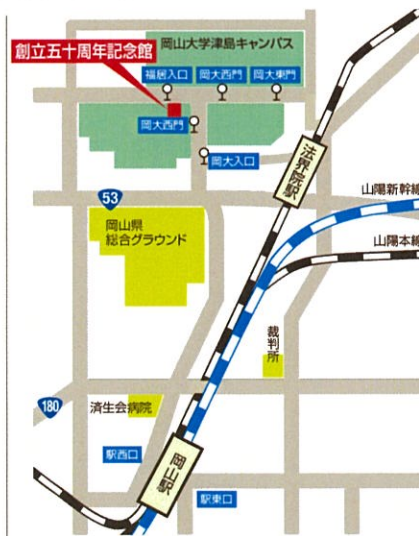 岡山大学津島キャンパス
創立五十周年記念館
福居入口
岡大西門
岡大東門
岡大西門
岡大入口
法界院駅
53
山陽新幹線
岡山県
総合グラウンド
山陽本線
裁判所
180
済生会病院
岡山駅
駅西口
駅東口